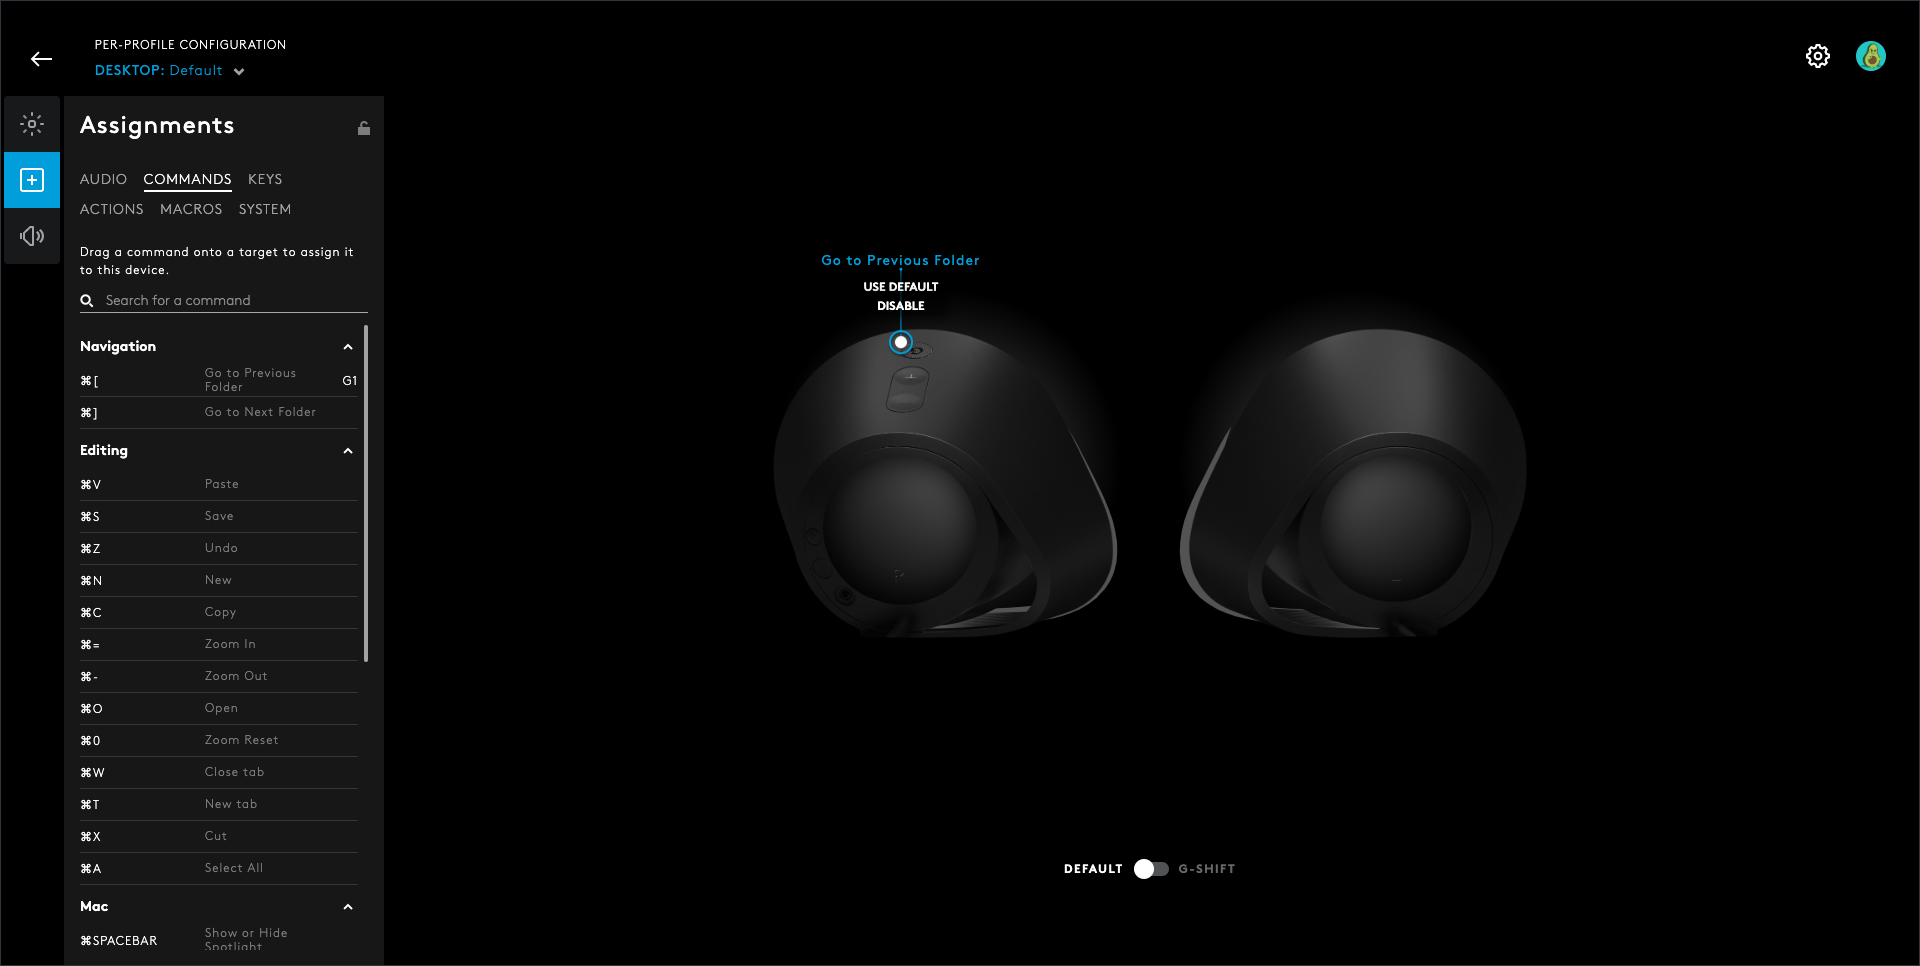 PER-PROFILE CONFIGURATION
DESKTOP: Default
Assignments
AUDIO COMMANDS KEYS
ACTIONS MACROS SYSTEM
Drag a command onto a target to assign it
to this device.
Search for a command
Navigation
⌘[ Go to Previous Folder G1
⌘] Go to Next Folder
Editing
⌘V Paste
⌘S Save
⌘Z Undo
⌘N New
⌘C Copy
⌘= Zoom In
⌘- Zoom Out
⌘O Open
⌘0 Zoom Reset
⌘W Close tab
⌘T New tab
⌘X Cut
⌘A Select All
Mac
⌘SPACEBAR Show or Hide Spotlight
Go to Previous Folder
USE DEFAULT
DISABLE
DEFAULT G-SHIFT